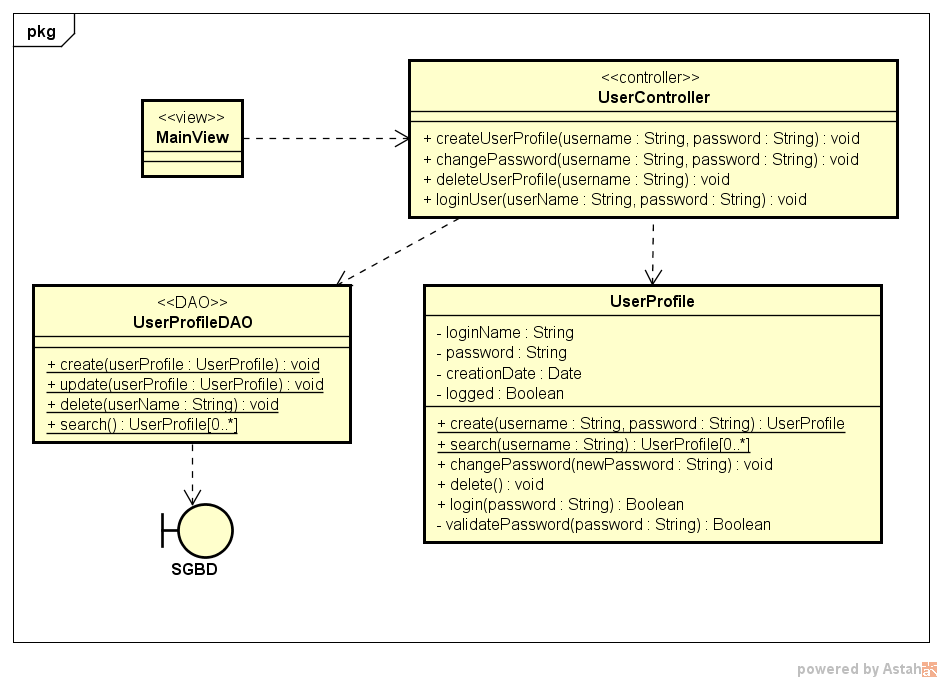 pkg
<<view>>
MainView
<<controller>>
UserController
+ createUserProfile(username : String, password : String) : void
+ changePassword(username : String, password : String) : void
+ deleteUserProfile(username : String) : void
+ loginUser(userName : String, password : String) : void
<<DAO>>
UserProfileDAO
+ create(userProfile : UserProfile) : void
+ update(userProfile : UserProfile) : void
+ delete(userName : String) : void
+ search() : UserProfile[0..*]
UserProfile
- loginName : String
- password : String
- creationDate : Date
- logged : Boolean
+ create(username : String, password : String) : UserProfile
+ search(username : String) : UserProfile[0..*]
+ changePassword(newPassword : String) : void
+ delete() : void
+ login(password : String) : Boolean
- validatePassword(password : String) : Boolean
SGBD
powered by Astah